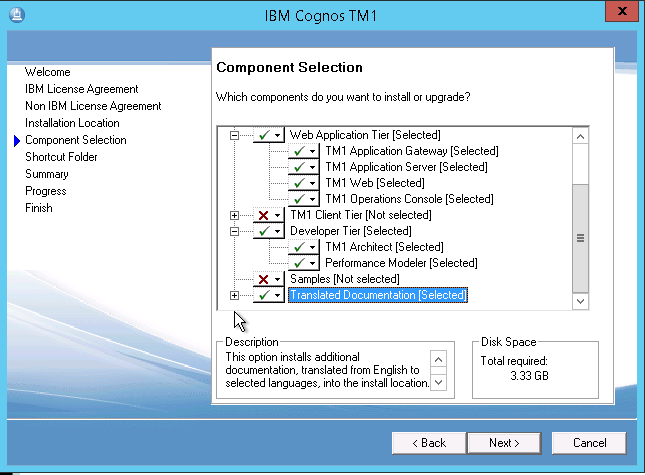 IBM Cognos TM1
x
Welcome
IBM License Agreement
Non IBM License Agreement
Installation Location
Component Selection
Shortcut Folder
Summary
Progress
Finish
Component Selection
Which components do you want to install or upgrade?
Web Application Tier [Selected]
TM1 Application Gateway [Selected]
TM1 Application Server [Selected]
TM1 Web [Selected]
TM1 Operations Console [Selected]
TM1 Client Tier [Not selected]
Developer Tier [Selected]
TM1 Architect [Selected]
Performance Modeler [Selected]
Samples [Not selected]
Translated Documentation [Selected]
Description
This option installs additional
documentation, translated from English to
selected languages, into the install location.
Disk Space
Total required:
3.33 GB
< Back
Next >
Cancel